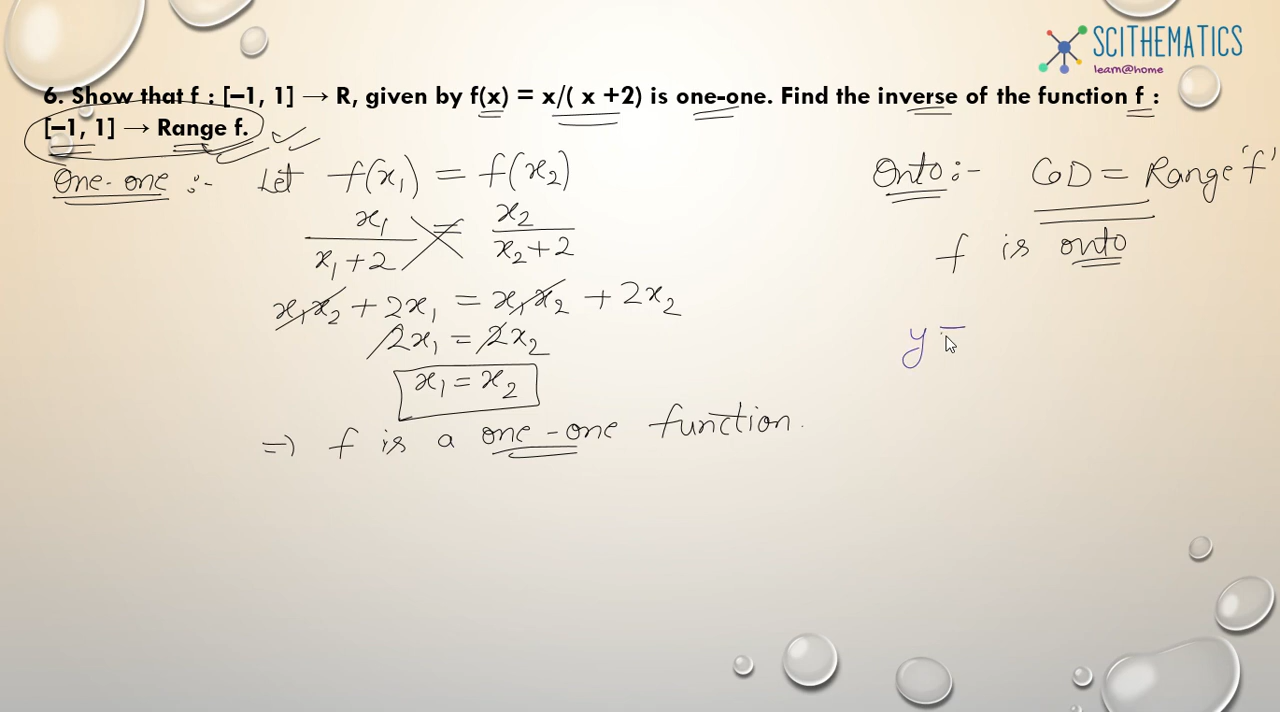 SCITHEMATICS
learn@home
6. Show that f : [–1, 1] → R, given by f(x) = x/( x +2) is one-one. Find the inverse of the function f :
[–1, 1] → Range f.
One-one :- Let f(x₁) = f(x₂)
x₁/(x₁+2) = x₂/(x₂+2)
x₁x₂ + 2x₁ = x₁x₂ + 2x₂
2x₁ = 2x₂
x₁ = x₂
⇒ f is a one-one function.
Onto :- CoD = Range 'f'
f is onto
y =